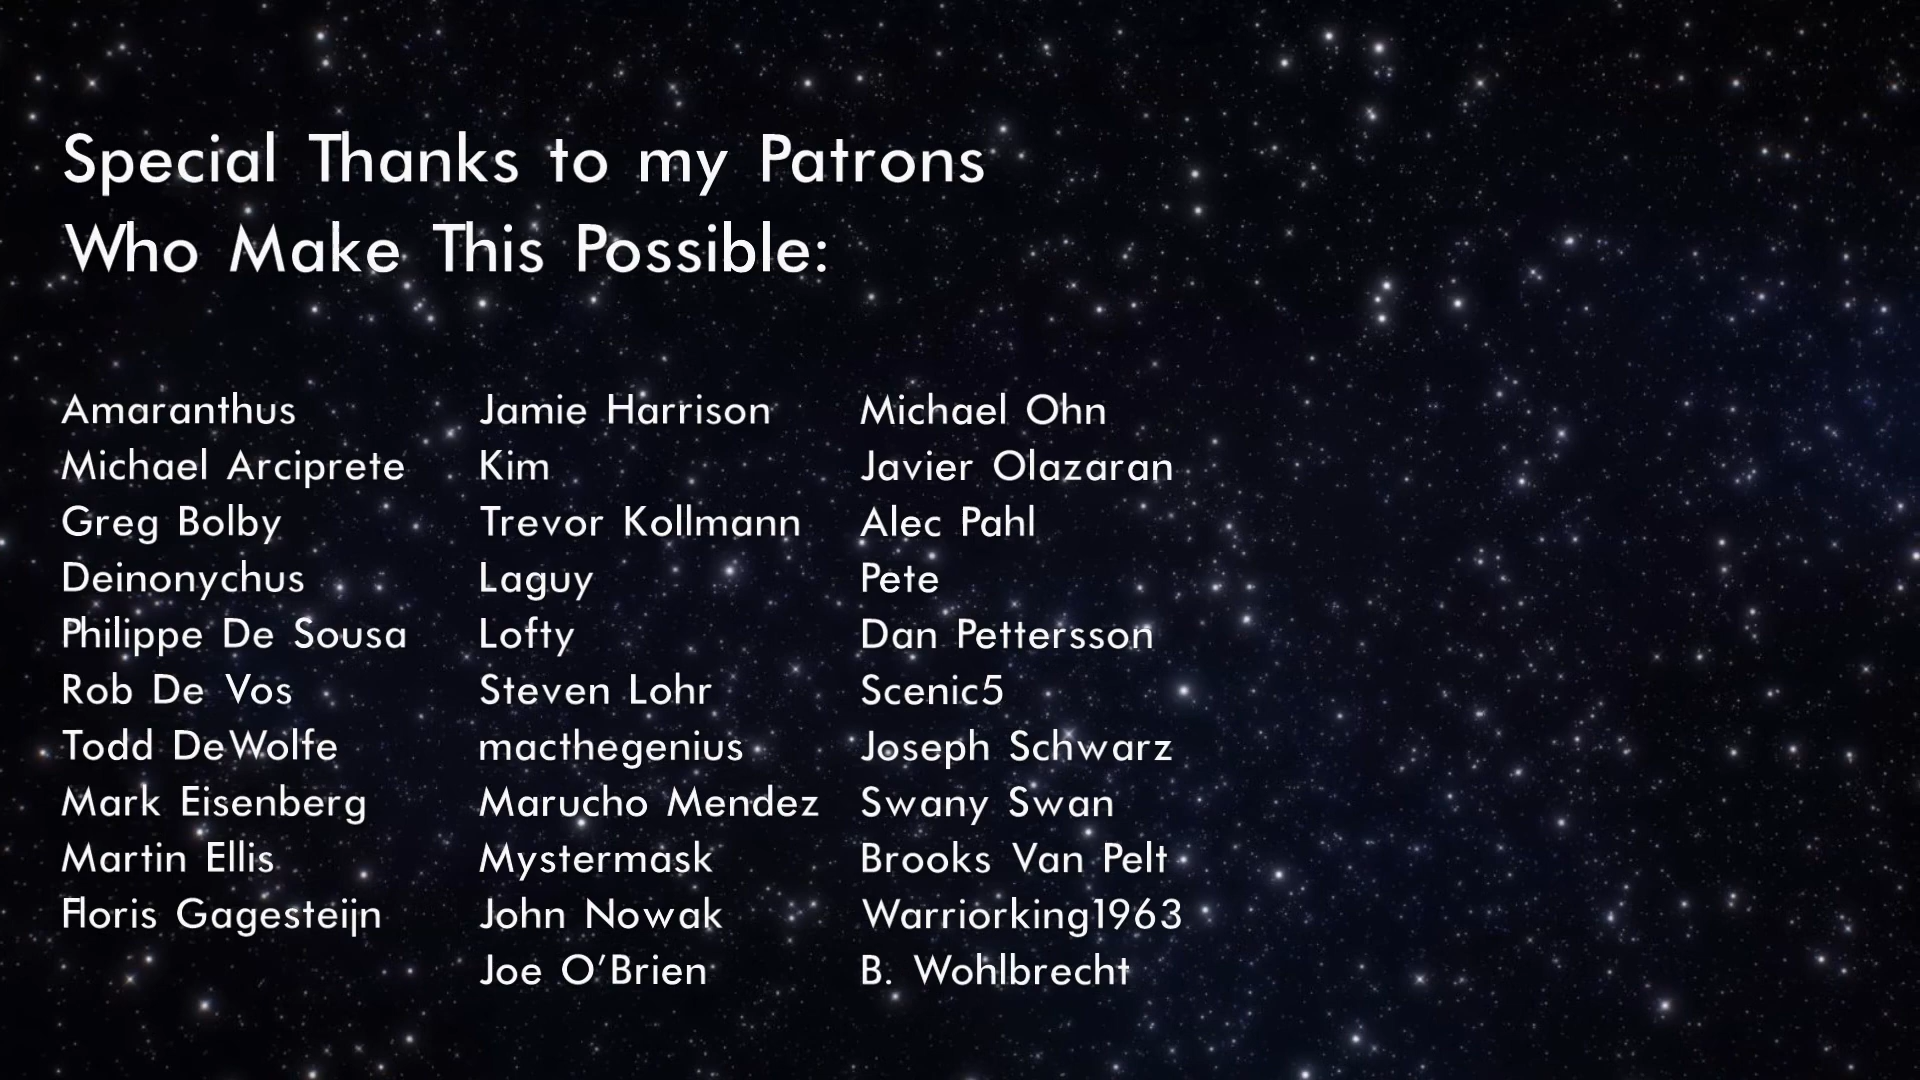 Special Thanks to my Patrons
Who Make This Possible:
Amaranthus
Michael Arciprete
Greg Bolby
Deinonychus
Philippe De Sousa
Rob De Vos
Todd DeWolfe
Mark Eisenberg
Martin Ellis
Floris Gagesteijn
Jamie Harrison
Kim
Trevor Kollmann
Laguy
Lofty
Steven Lohr
macthegenius
Marucho Mendez
Mystermask
John Nowak
Joe O’Brien
Michael Ohn
Javier Olazaran
Alec Pahl
Pete
Dan Pettersson
Scenic5
Joseph Schwarz
Swany Swan
Brooks Van Pelt
Warriorking1963
B. Wohlbrecht